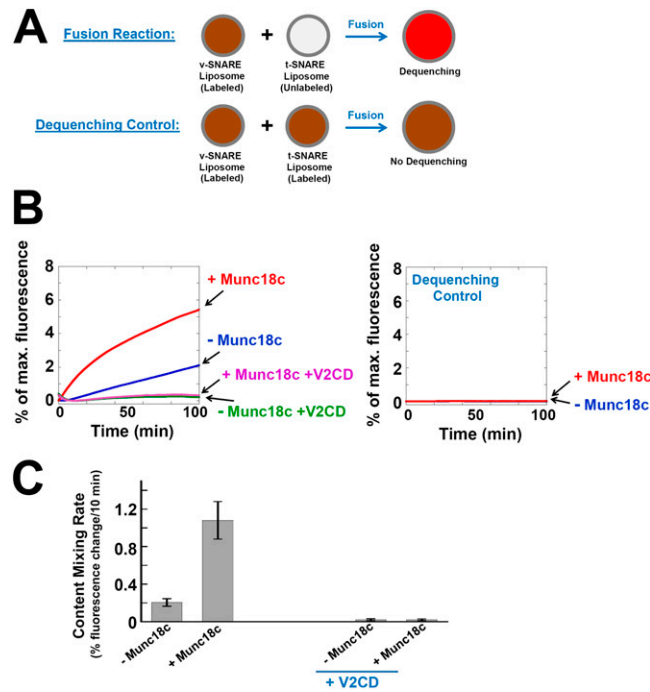 A
Fusion Reaction:
+
Fusion
v-SNARE
Liposome
(Labeled)
t-SNARE
Liposome
(Unlabeled)
Dequenching
Dequenching Control:
+
Fusion
v-SNARE
Liposome
(Labeled)
t-SNARE
Liposome
(Labeled)
No Dequenching
B
% of max. fluorescence
8
6
4
2
0
0
50
100
Time (min)
+ Munc18c
- Munc18c
+ Munc18c +V2CD
- Munc18c +V2CD
% of max. fluorescence
8
6
4
2
0
0
50
100
Time (min)
Dequenching
Control
+ Munc18c
- Munc18c
C
Content Mixing Rate
(% fluorescence change/10 min)
1.2
0.8
0.4
0
- Munc18c
+ Munc18c
- Munc18c
+ Munc18c
+ V2CD